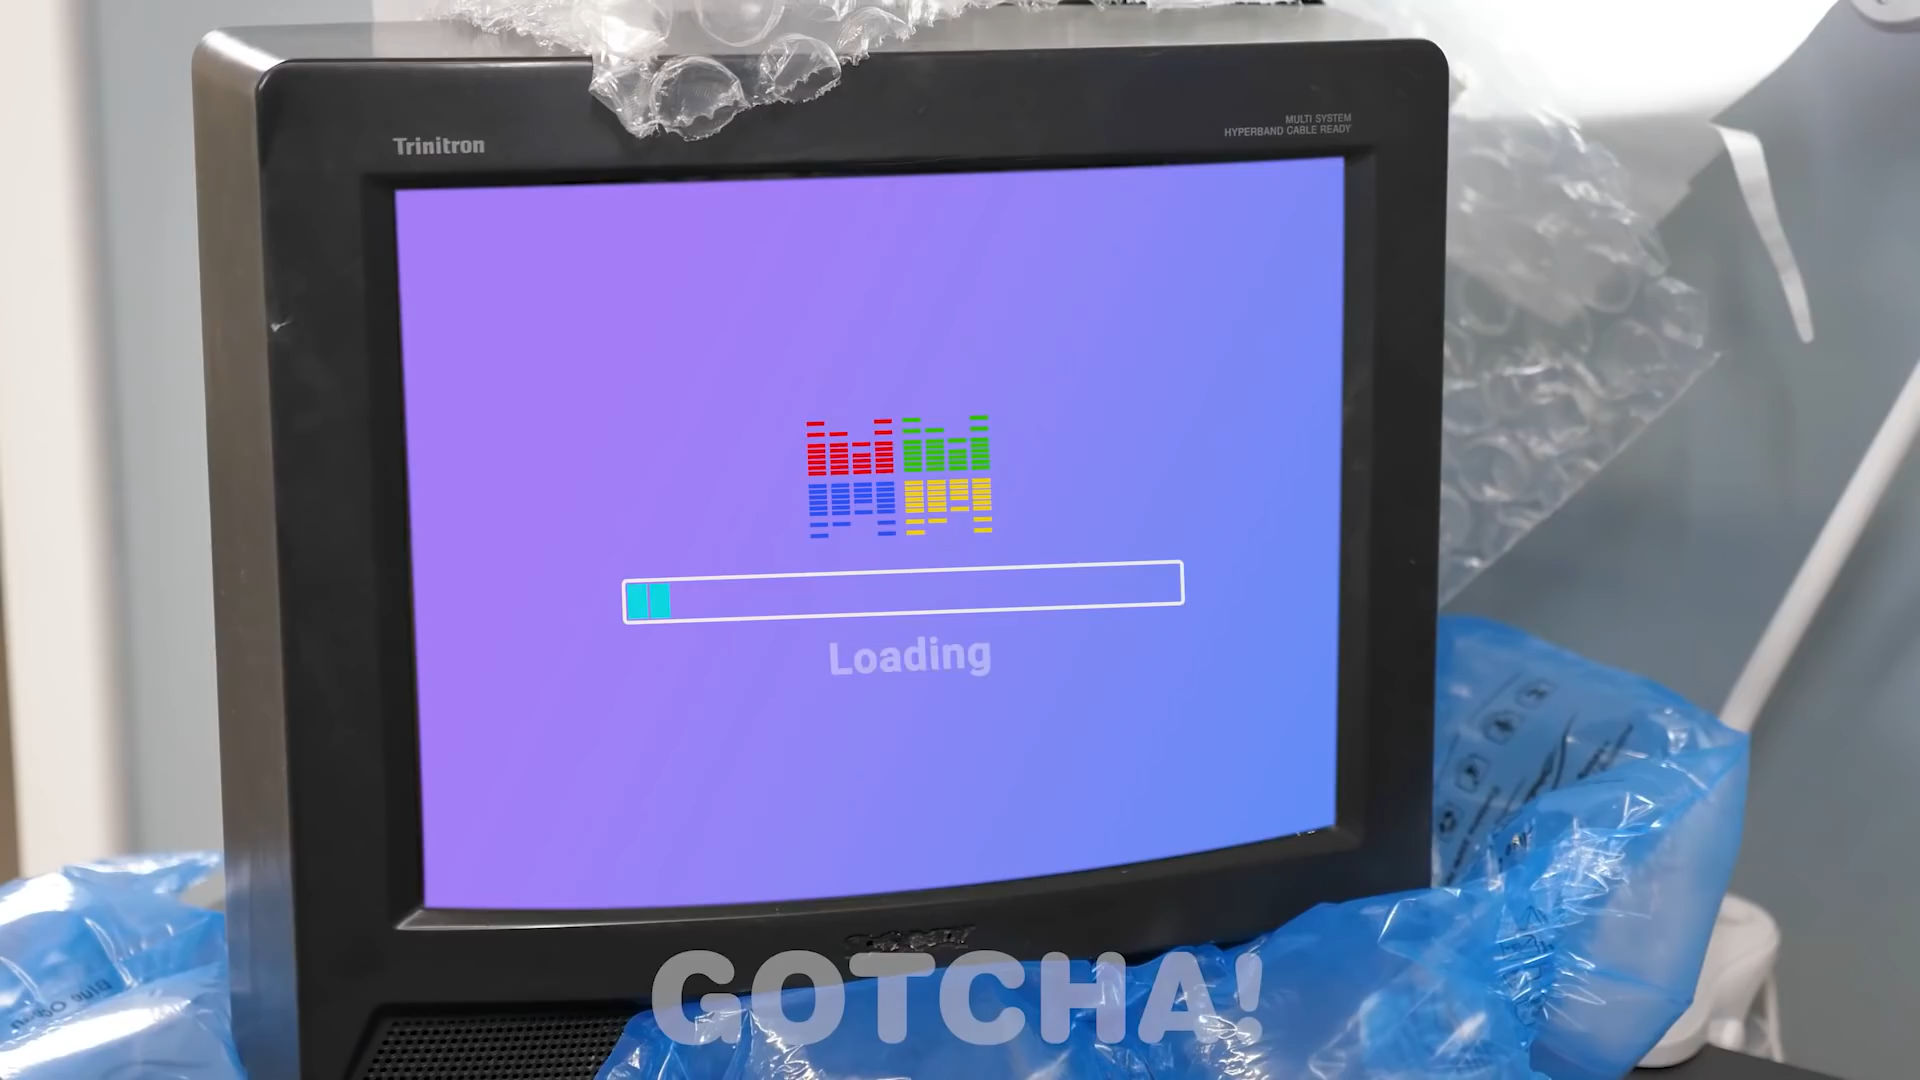 Trinitron
MULTI SYSTEM
HYPERBAND CABLE READY
Loading
GOTCHA!